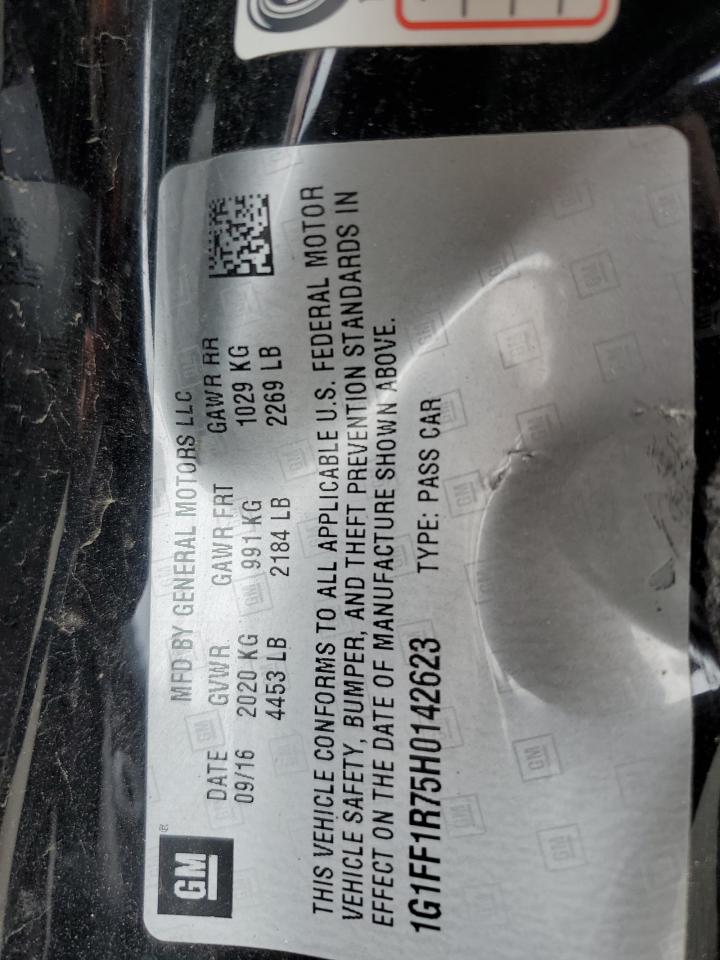 GM
MFD BY GENERAL MOTORS LLC
DATE GVWR GAWR FRT GAWR RR
09/16 2020 KG 991 KG 1029 KG
4453 LB 2184 LB 2269 LB
THIS VEHICLE CONFORMS TO ALL APPLICABLE U.S. FEDERAL MOTOR
VEHICLE SAFETY, BUMPER, AND THEFT PREVENTION STANDARDS IN
EFFECT ON THE DATE OF MANUFACTURE SHOWN ABOVE.
1G1FF1R75H0142623 TYPE: PASS CAR